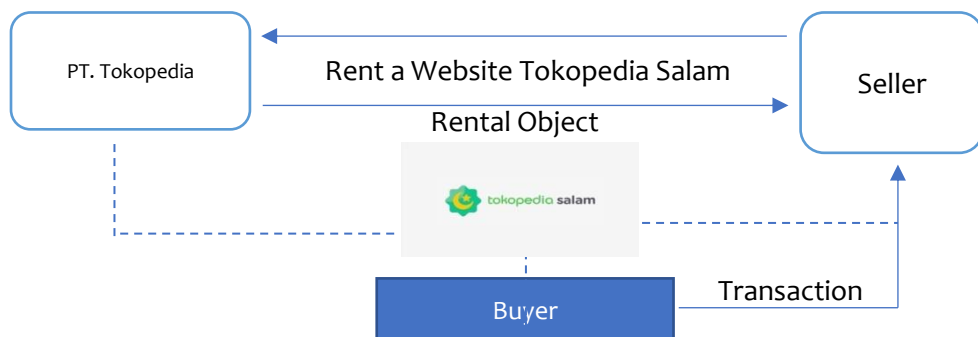 PT. Tokopedia
Rent a Website Tokopedia Salam
Seller
Rental Object
tokopedia salam
Transaction
Buyer